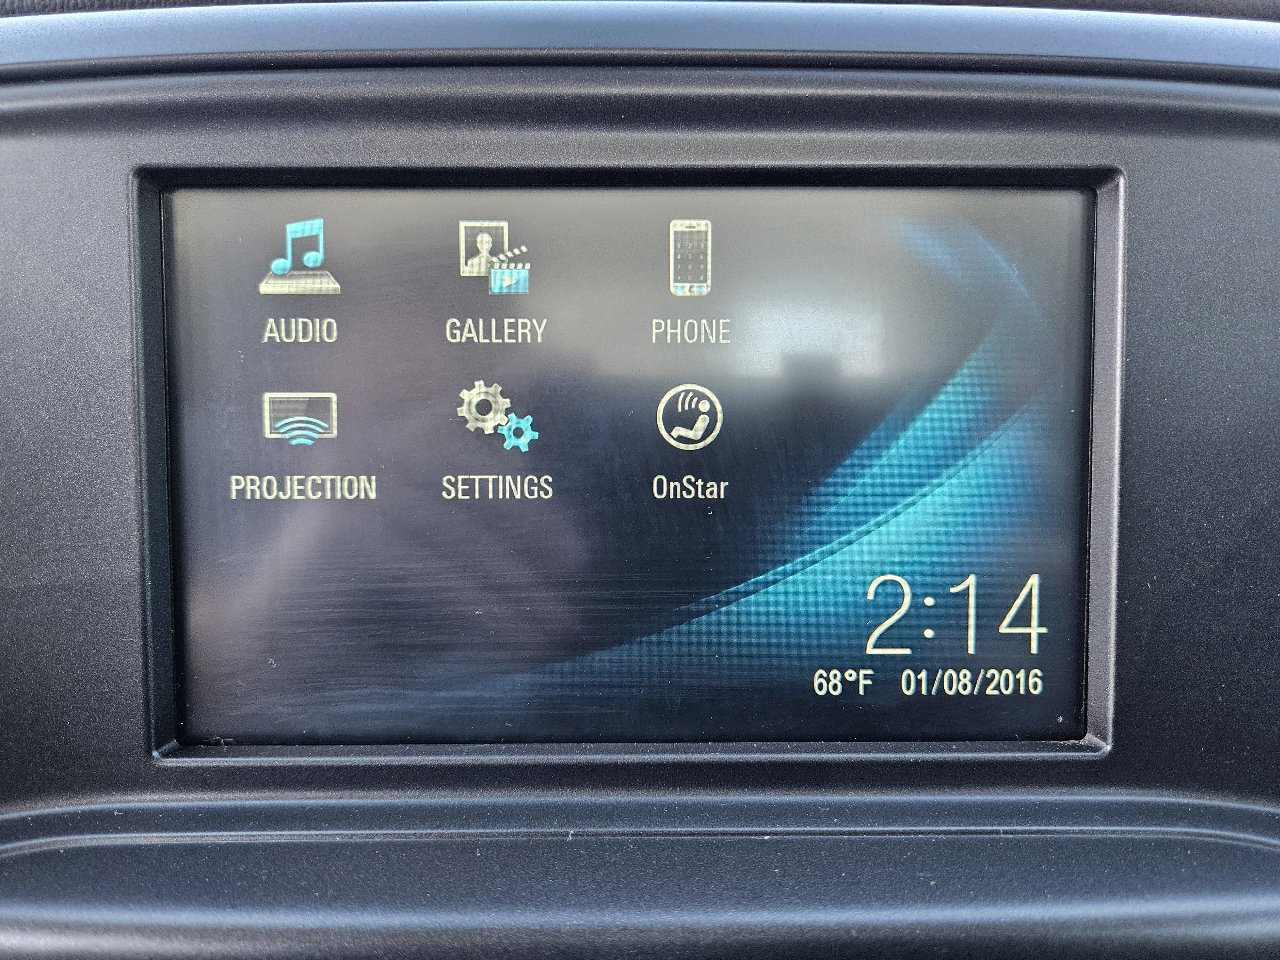 AUDIO GALLERY PHONE
PROJECTION SETTINGS OnStar
2:14
68°F 01/08/2016